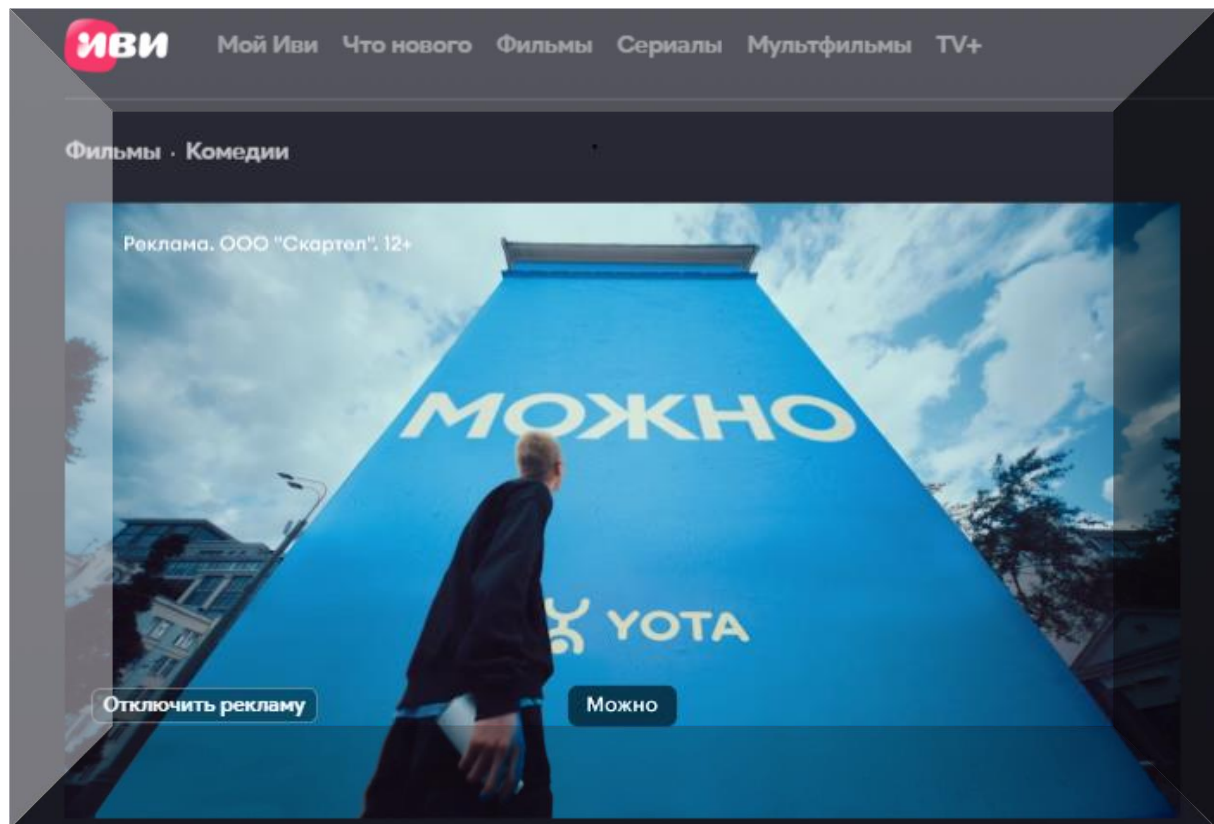 иви Мой Иви Что нового Фильмы Сериалы Мультфильмы TV+
Фильмы · Комедии
Реклама. ООО "Скартел". 12+
МОЖНО
YOTA
Отключить рекламу Можно